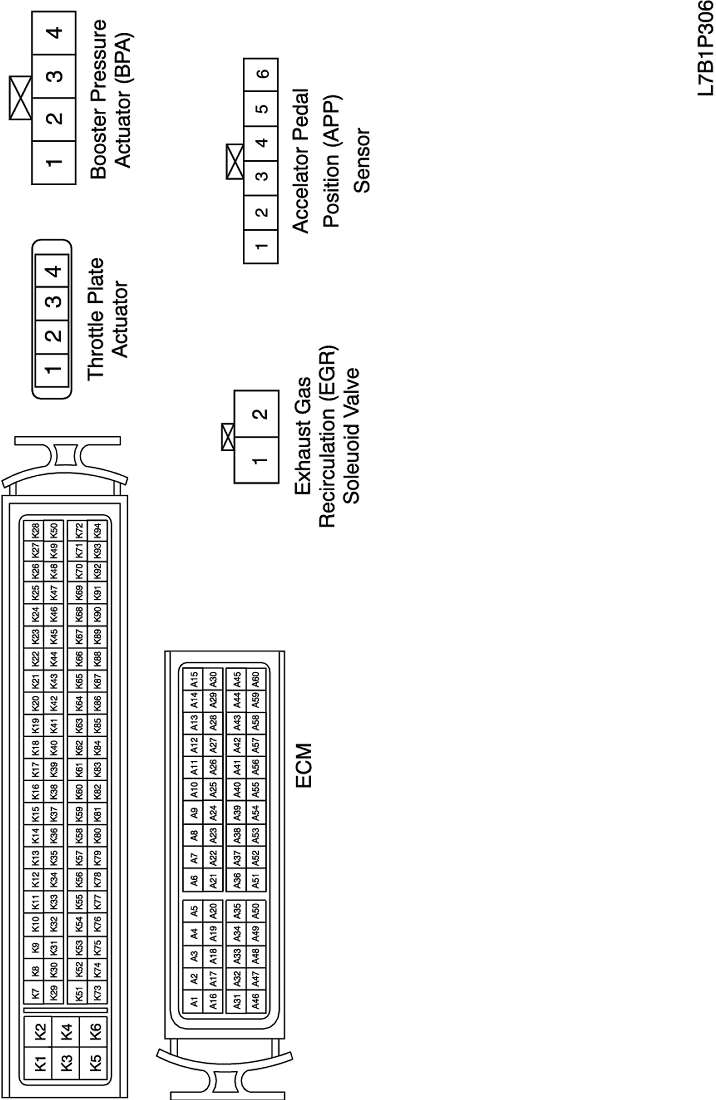 K1 K2
K3 K4
K5 K6
K7 K8 K9 K10 K11 K12 K13 K14 K15 K16 K17 K18 K19 K20 K21 K22 K23 K24 K25 K26 K27 K28
K29 K30 K31 K32 K33 K34 K35 K36 K37 K38 K39 K40 K41 K42 K43 K44 K45 K46 K47 K48 K49 K50
K51 K52 K53 K54 K55 K56 K57 K58 K59 K60 K61 K62 K63 K64 K65 K66 K67 K68 K69 K70 K71 K72
K73 K74 K75 K76 K77 K78 K79 K80 K81 K82 K83 K84 K85 K86 K87 K88 K89 K90 K91 K92 K93 K94
1 2 3 4
Throttle Plate
Actuator
1 2 3 4
Booster Pressure
Actuator (BPA)
A1 A2 A3 A4 A5 A6 A7 A8 A9 A10 A11 A12 A13 A14 A15
A16 A17 A18 A19 A20 A21 A22 A23 A24 A25 A26 A27 A28 A29 A30
A31 A32 A33 A34 A35 A36 A37 A38 A39 A40 A41 A42 A43 A44 A45
A46 A47 A48 A49 A50 A51 A52 A53 A54 A55 A56 A57 A58 A59 A60
ECM
1 2
Exhaust Gas
Recirculation (EGR)
Soleuoid Valve
1 2 3 4 5 6
Accelator Pedal
Position (APP)
Sensor
L7B1P306